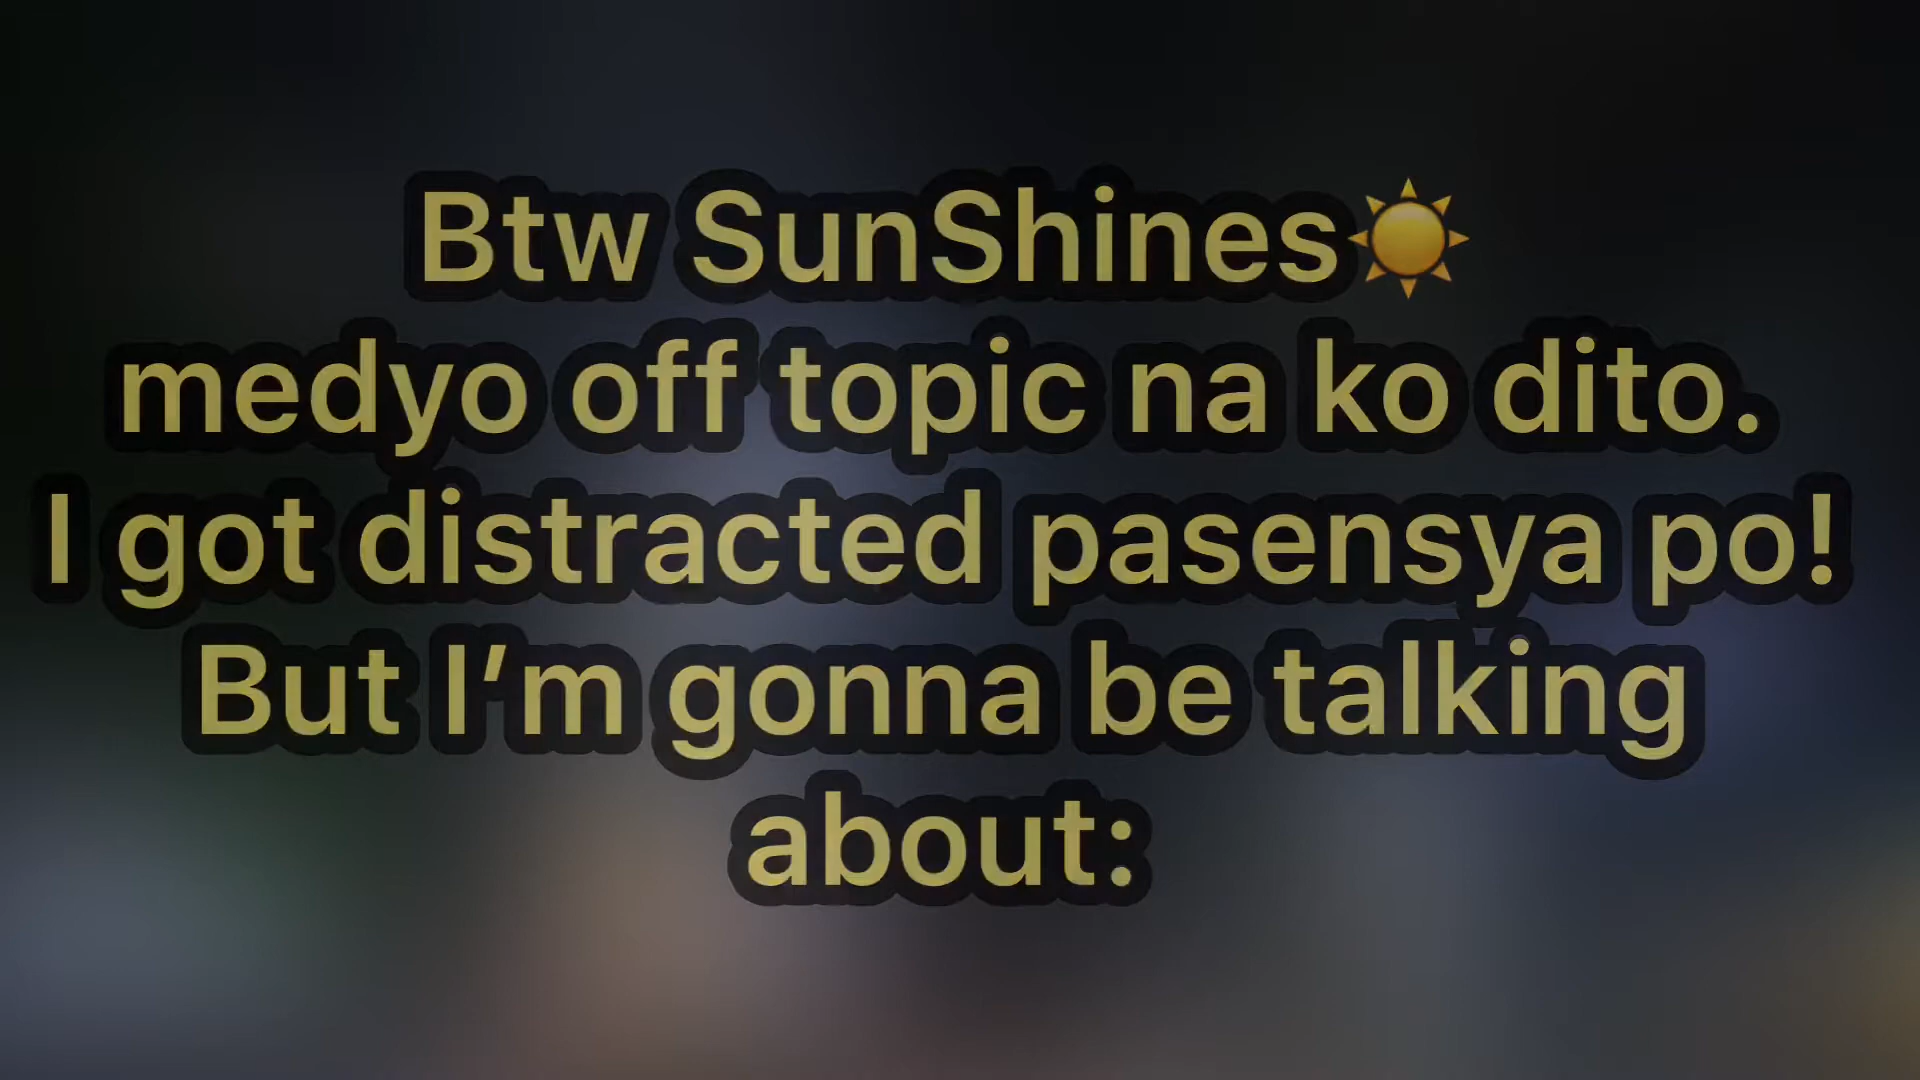 Btw SunShines☀️
medyo off topic na ko dito.
I got distracted pasensya po!
But I’m gonna be talking
about: